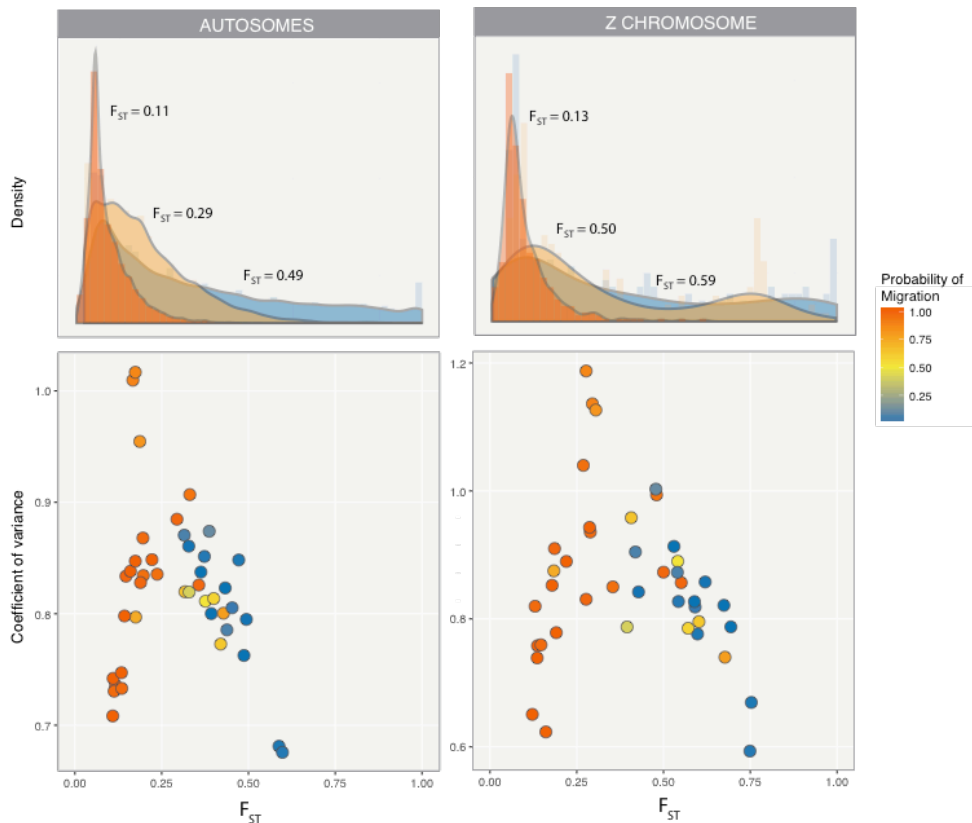 AUTOSOMES
Z CHROMOSOME
Density
FST = 0.11
FST = 0.29
FST = 0.49
FST = 0.13
FST = 0.50
FST = 0.59
Probability of
Migration
1.00
0.75
0.50
0.25
Coefficient of variance
1.0
0.9
0.8
0.7
0.00 0.25 0.50 0.75 1.00
FST
1.2
1.0
0.8
0.6
0.00 0.25 0.50 0.75 1.00
FST